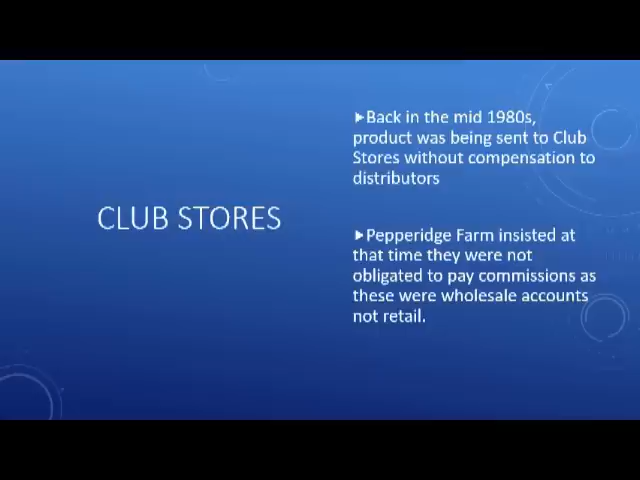 CLUB STORES
▶Back in the mid 1980s,
product was being sent to Club
Stores without compensation to
distributors
▶Pepperidge Farm insisted at
that time they were not
obligated to pay commissions as
these were wholesale accounts
not retail.